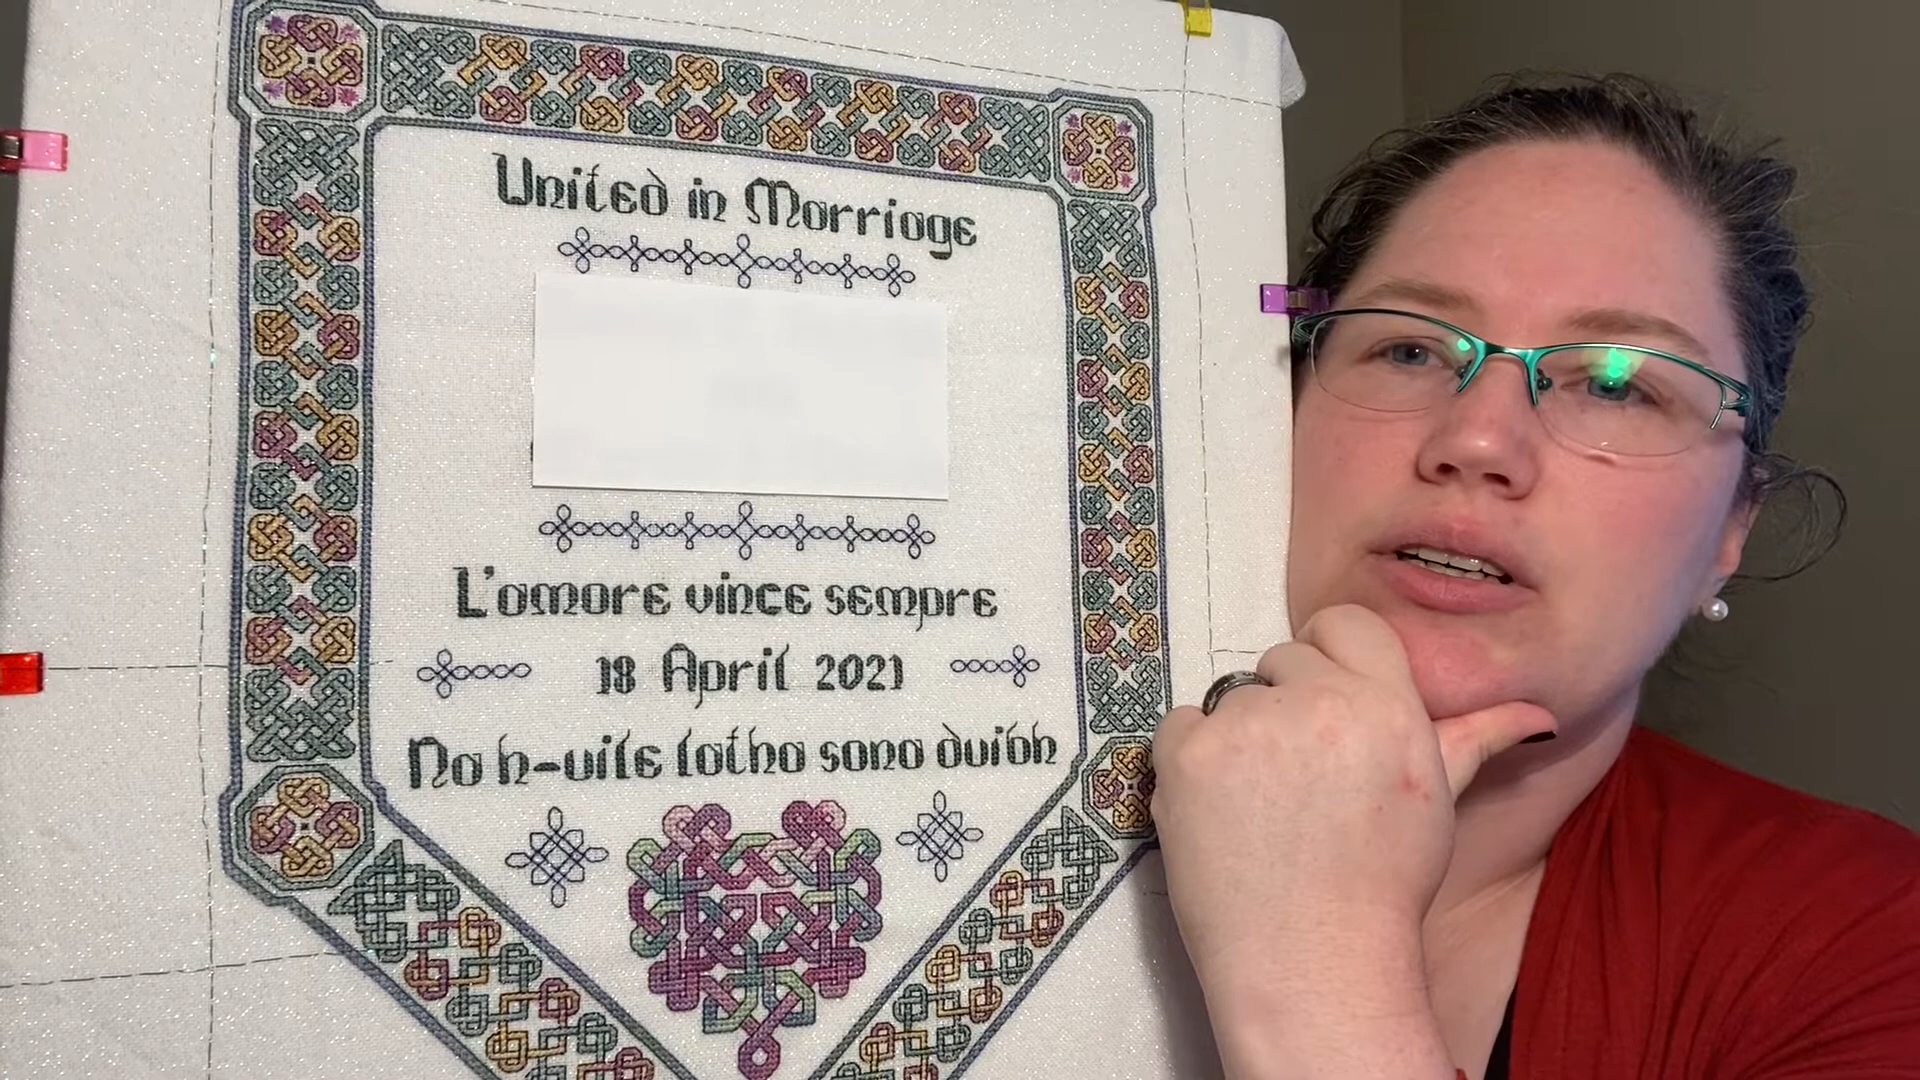 United in Marriage
L'amore vince sempre
18 April 2021
Na h-uile latha sona duibh